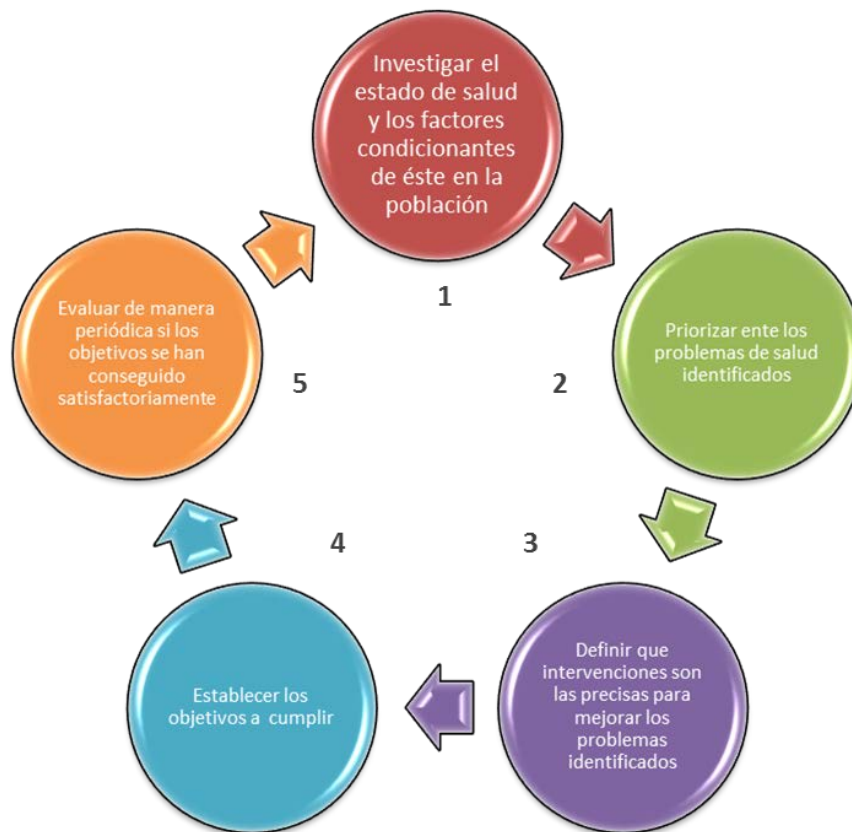 Investigar el
estado de salud
y los factores
condicionantes
de éste en la
población
1
Priorizar ente los
problemas de salud
identificados
2
Definir que
intervenciones son
las precisas para
mejorar los
problemas
identificados
3
Establecer los
objetivos a cumplir
4
Evaluar de manera
periódica si los
objetivos se han
conseguido
satisfactoriamente
5